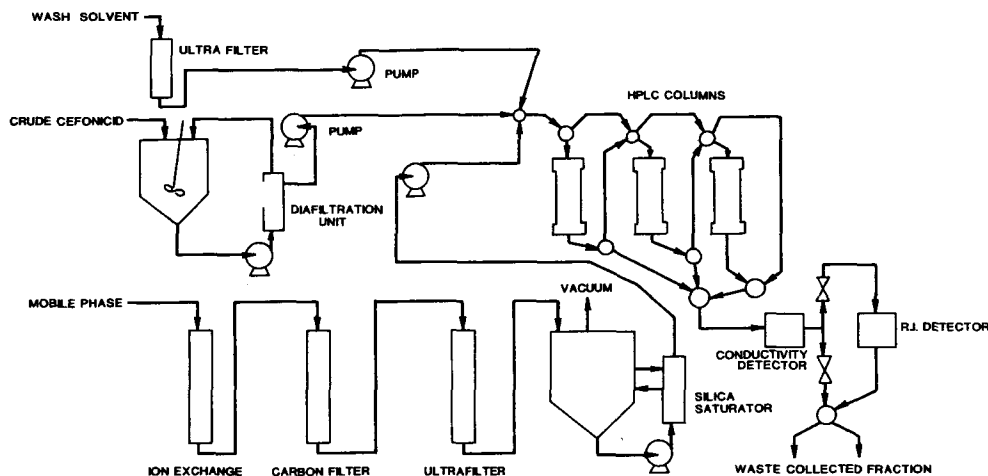 WASH SOLVENT
ULTRA FILTER
PUMP
CRUDE CEFONICID
PUMP
HPLC COLUMNS
DIAFILTRATION
UNIT
MOBILE PHASE
VACUUM
R.I. DETECTOR
CONDUCTIVITY
DETECTOR
SILICA
SATURATOR
ION EXCHANGE
CARBON FILTER
ULTRAFILTER
WASTE COLLECTED FRACTION